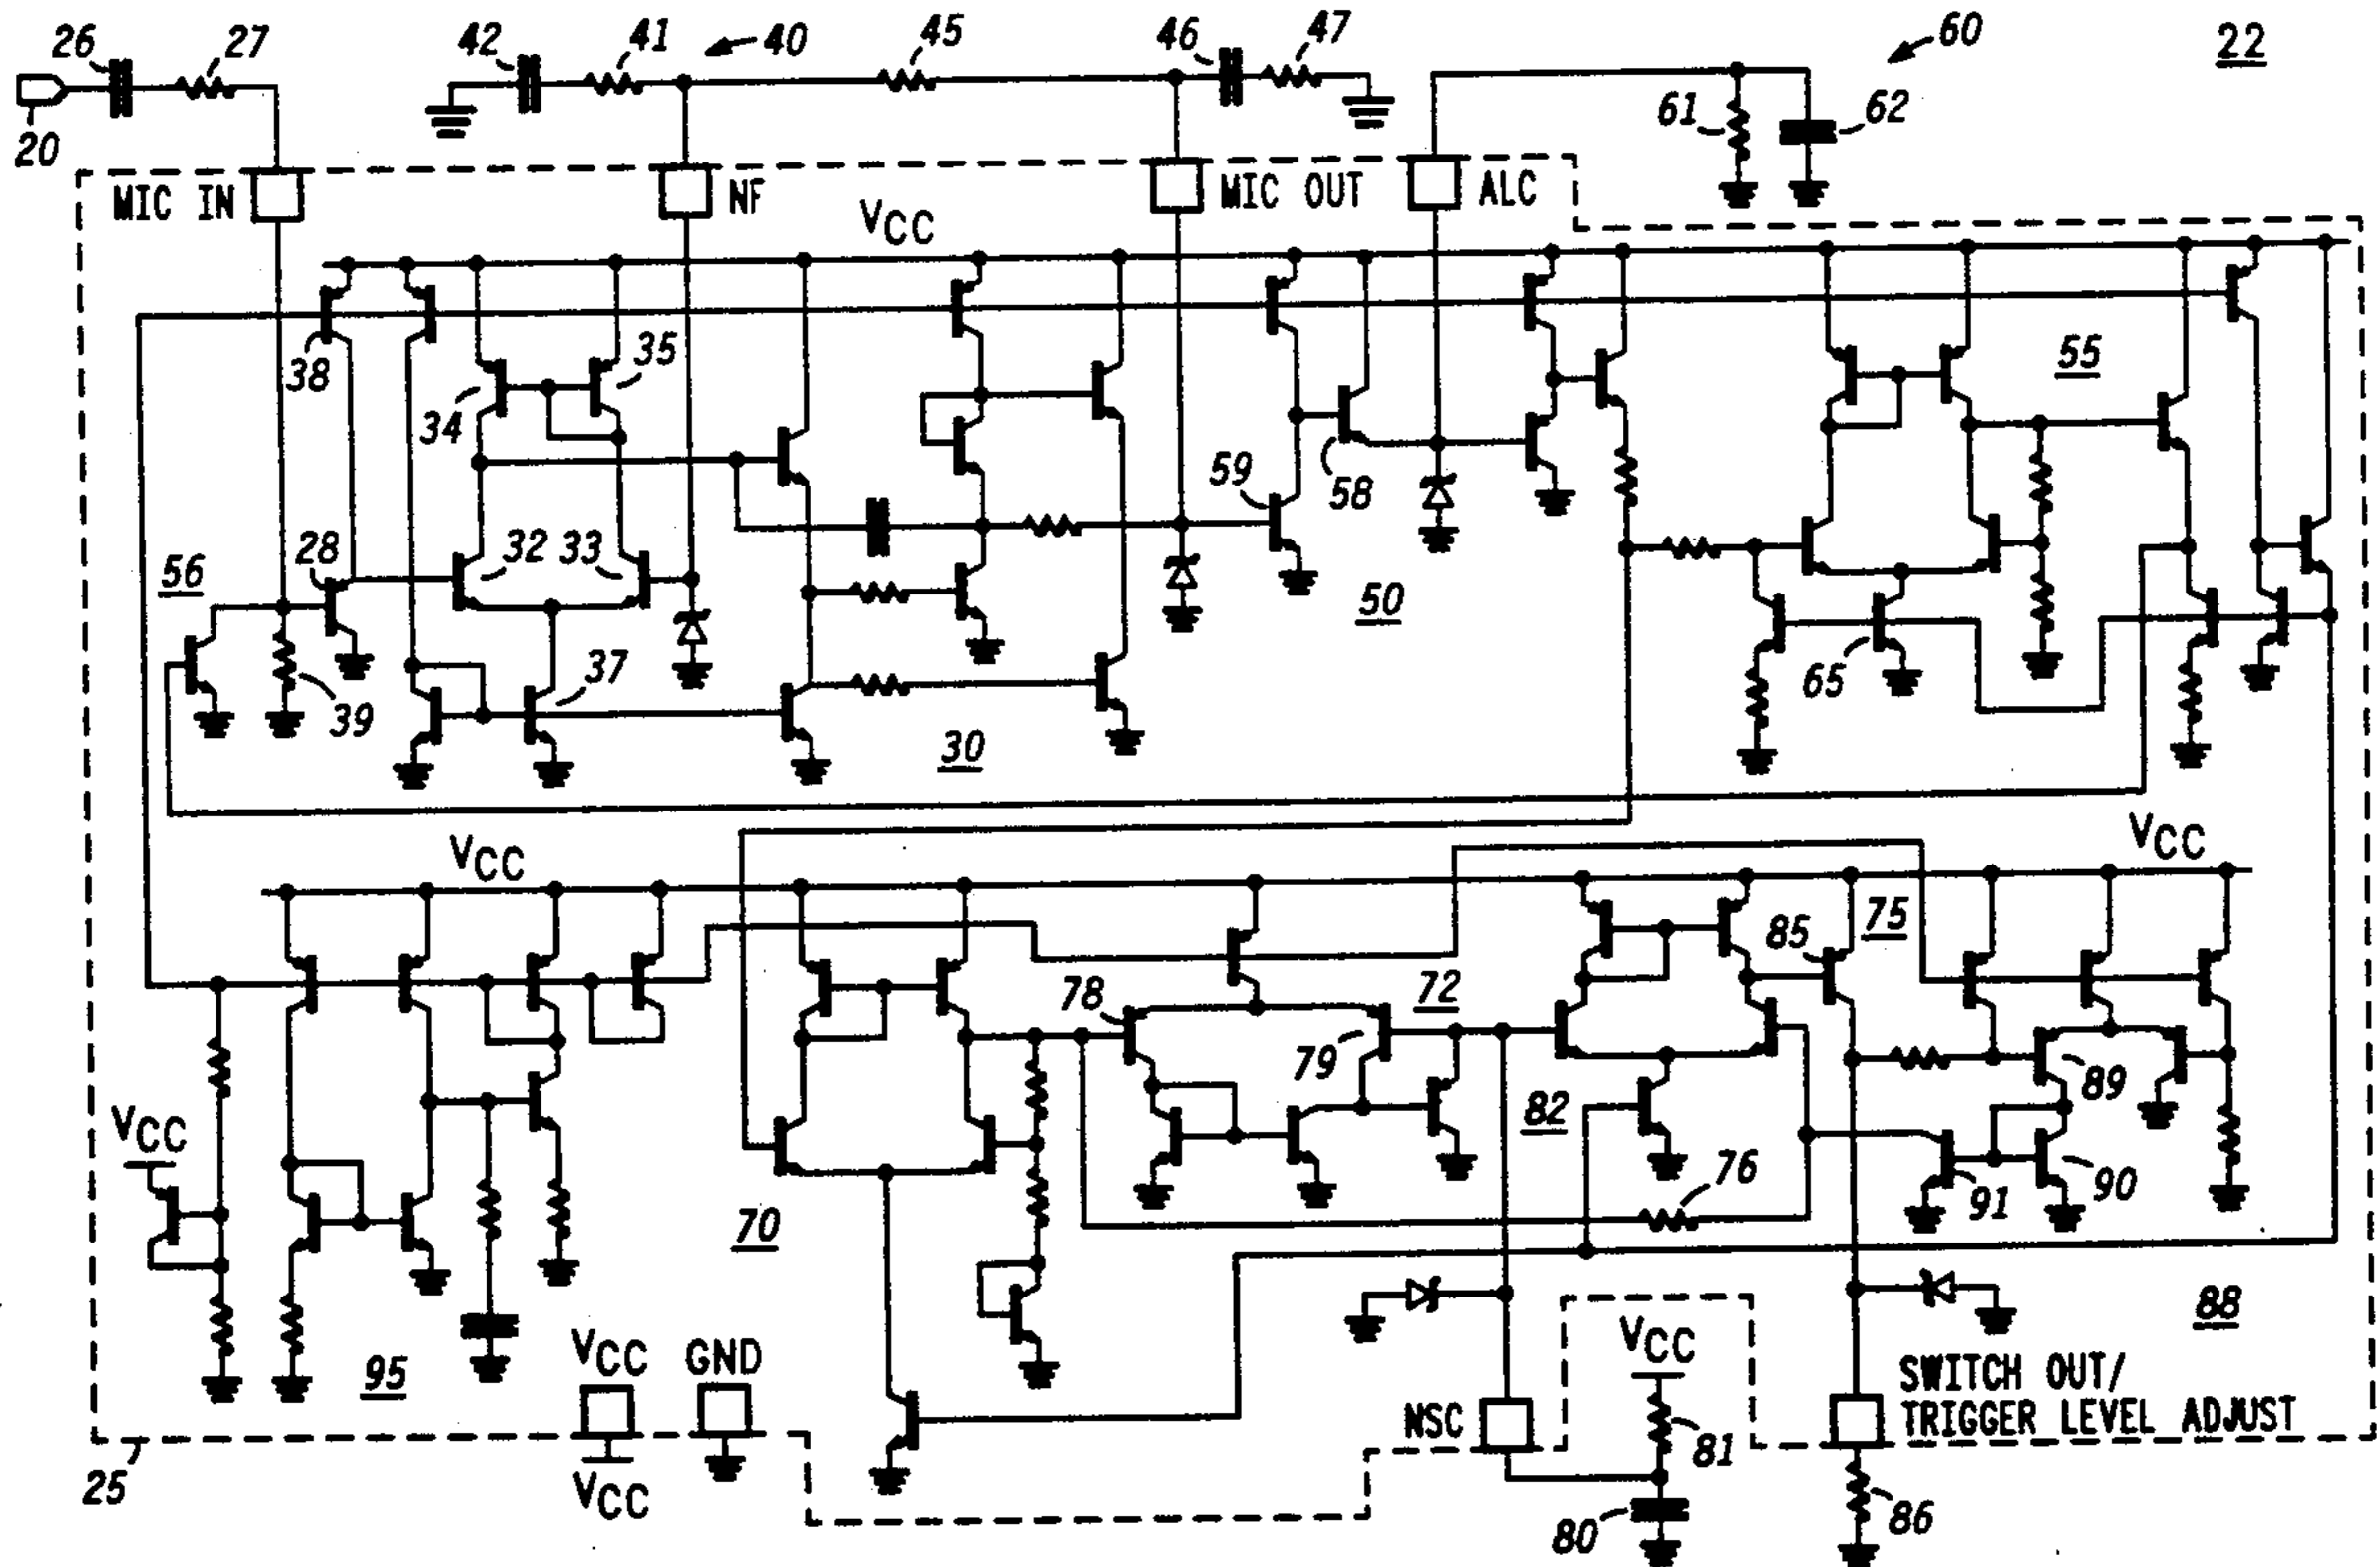 26 27 42 41 40 45 46 47 60 22
20 61 62
MIC IN NF MIC OUT ALC
VCC
38 34 35
59 58 55
56 28 32 33
50
39 37 30 65
VCC VCC
78 72 85 75
79 82 89
VCC
70 76 91 90
88
95 VCC GND VCC
SWITCH OUT/
NSC TRIGGER LEVEL ADJUST
81
25 VCC 80 86